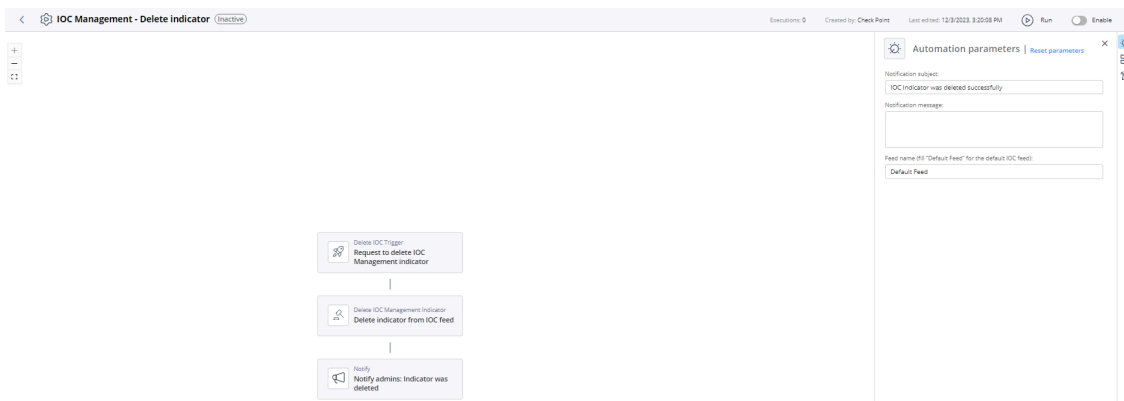 IOC Management - Delete indicator (Inactive)
Executions: 0 Created by: Check Point Last edited: 12/3/2023, 3:20:08 PM Run Enable
Automation parameters | Reset parameters
Notification subject:
IOC Indicator was deleted successfully
Notification message:
Feed name (fill "Default Feed" for the default IOC feed):
Default Feed
Delete IOC Trigger
Request to delete IOC
Management indicator
Delete IOC Management Indicator
Delete indicator from IOC feed
Notify
Notify admins: Indicator was
deleted